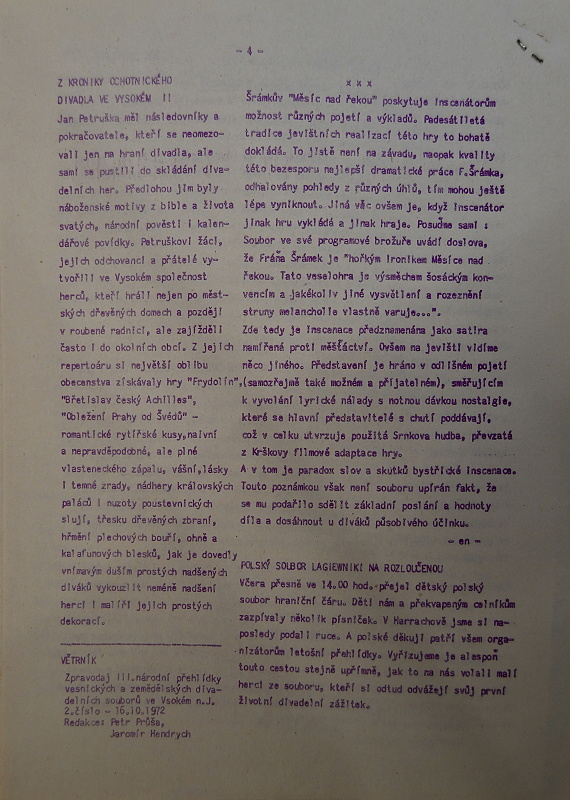 - 4 -
Z KRONIKY OCHOTNICKÉHO
DIVADLA VE VYSOKÉM II
Jan Petruška měl následovníky a
pokračovatele, kteří se neomezo-
vali jen na hraní divadla, ale
sami se pustili do skládání diva-
delních her. Předlohou jim byly
náboženské motivy z bible a života
svatých, národní pověsti i kalen-
dářové povídky. Petruškovi žáci,
jejich odchovanci a přátelé vy-
tvořili ve Vysokém společnost
herců, kteří hráli nejen po měst-
ských dřevěných domech a později
v roubené radnici, ale zajížděli
často i do okolních obcí. Z jejich
repertoáru si největší oblibu
obecenstva získávaly hry "Frydolín",
"Břetislav český Achilles",
"Obležení Prahy od Švédů" -
romantické rytířské kusy,naivní
a nepravděpodobné, ale plné
vlasteneckého zápalu, vášní,lásky
i temné zrady, nádhery královských
paláců i nuzoty poustevnických
slují, třesku dřevěných zbraní,
hřmění plechových bouří, ohně a
kalafunových blesků, jak je dovedly
vnímavým duším prostých nadšených
diváků vykouzlit neméně nadšení
herci i malíři jejich prostých
dekorací.
VĚTRNÍK
Zpravodaj III.národní přehlídky
vesnických a zemědělských diva-
delních souborů ve Vsokém n.J.
2.číslo - 16.10.1972
Redakce: Petr Průša,
Jaromír Hendrych
x x x
Šrámkův "Měsíc nad řekou" poskytuje inscenátorům
možnost různých pojetí a výkladů. Padesátiletá
tradice jevištních realizací této hry to bohatě
dokládá. To jistě není na závadu, naopak kvality
této bezesporu nejlepší dramatické práce F.Šrámka,
odhalovány pohledy z různých úhlů, tím mohou ještě
lépe vyniknout. Jiná věc ovšem je, když inscenátor
jinak hru vykládá a jinak hraje. Posuďme sami :
Soubor ve své programové brožuře uvádí doslova,
že Fráňa Šrámek je "hořkým ironikem Měsíce nad
řekou. Tato veselohra je výsměchem šosáckým kon-
vencím a jakékoliv jiné vysvětlení a rozeznění
struny melancholie vlastně varuje...".
Zde tedy je inscenace předznamenána jako satira
namířená proti měšťáctví. Ovšem na jevišti vidíme
něco jiného. Představení je hráno v odlišném pojetí
(samozřejmě také možném a přijatelném), směřujícím
k vyvolání lyrické nálady s notnou dávkou nostalgie,
které se hlavní představitelé s chutí poddávají,
což v celku utvrzuje použitá Srnkova hudba, převzatá
z Krškovy filmové adaptace hry.
A v tom je paradox slov a skutků bystřické inscenace.
Touto poznámkou však není souboru upírán fakt, že
se mu podařilo sdělit základní poslání a hodnoty
díla a dosáhnout u diváků působivého účinku.
- en -
POLSKÝ SOUBOR LAGIEWNIKI NA ROZLOUČENOU
Včera přesně ve 14.00 hod. přejel dětský polský
soubor hraniční čáru. Děti nám a překvapeným celníkům
zazpívaly několik písniček. V Harrachově jsme si na-
posledy podali ruce. A polské děkuji patří všem orga-
nizátorům letošní přehlídky. Vyřizujeme je alespoň
touto cestou stejně upřímně, jak to na nás volali malí
herci ze souboru, kteří si odtud odvážejí svůj první
životní divadelní zážitek.